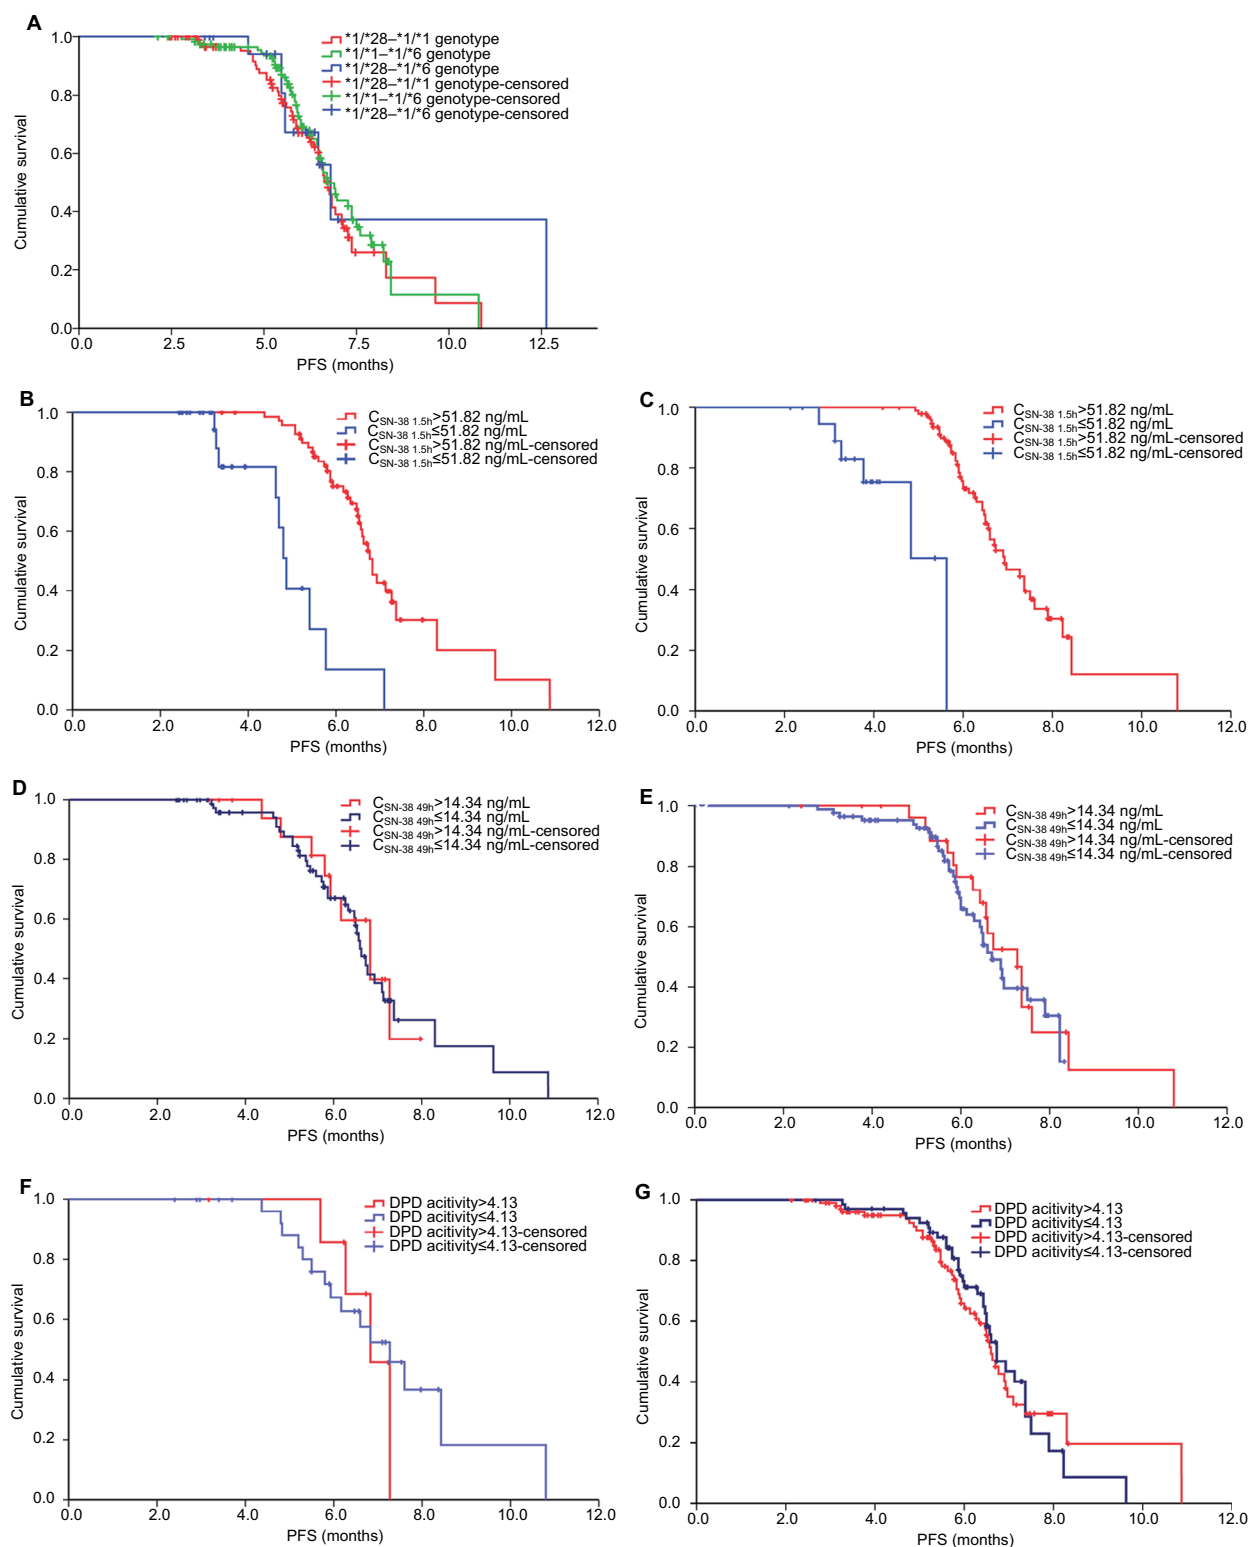 A
1.0
0.8
0.6
0.4
0.2
0.0
Cumulative survival
0.0 2.5 5.0 7.5 10.0 12.5
PFS (months)
*1/*28–*1/*1 genotype
*1/*1–*1/*6 genotype
*1/*28–*1/*6 genotype
*1/*28–*1/*1 genotype-censored
*1/*1–*1/*6 genotype-censored
*1/*28–*1/*6 genotype-censored
B
1.0
0.8
0.6
0.4
0.2
0.0
Cumulative survival
0.0 2.0 4.0 6.0 8.0 10.0 12.0
PFS (months)
CSN-38 1.5h>51.82 ng/mL
CSN-38 1.5h≤51.82 ng/mL
CSN-38 1.5h>51.82 ng/mL-censored
CSN-38 1.5h≤51.82 ng/mL-censored
C
1.0
0.8
0.6
0.4
0.2
0.0
Cumulative survival
0.0 2.0 4.0 6.0 8.0 10.0 12.0
PFS (months)
CSN-38 1.5h>51.82 ng/mL
CSN-38 1.5h≤51.82 ng/mL
CSN-38 1.5h>51.82 ng/mL-censored
CSN-38 1.5h≤51.82 ng/mL-censored
D
1.0
0.8
0.6
0.4
0.2
0.0
Cumulative survival
0.0 2.0 4.0 6.0 8.0 10.0 12.0
PFS (months)
CSN-38 49h>14.34 ng/mL
CSN-38 49h≤14.34 ng/mL
CSN-38 49h>14.34 ng/mL-censored
CSN-38 49h≤14.34 ng/mL-censored
E
1.0
0.8
0.6
0.4
0.2
0.0
Cumulative survival
0.0 2.0 4.0 6.0 8.0 10.0 12.0
PFS (months)
CSN-38 49h>14.34 ng/mL
CSN-38 49h≤14.34 ng/mL
CSN-38 49h>14.34 ng/mL-censored
CSN-38 49h≤14.34 ng/mL-censored
F
1.0
0.8
0.6
0.4
0.2
0.0
Cumulative survival
0.0 2.0 4.0 6.0 8.0 10.0 12.0
PFS (months)
DPD acitivity>4.13
DPD acitivity≤4.13
DPD acitivity>4.13-censored
DPD acitivity≤4.13-censored
G
1.0
0.8
0.6
0.4
0.2
0.0
Cumulative survival
0.0 2.0 4.0 6.0 8.0 10.0 12.0
PFS (months)
DPD acitivity>4.13
DPD acitivity≤4.13
DPD acitivity>4.13-censored
DPD acitivity≤4.13-censored